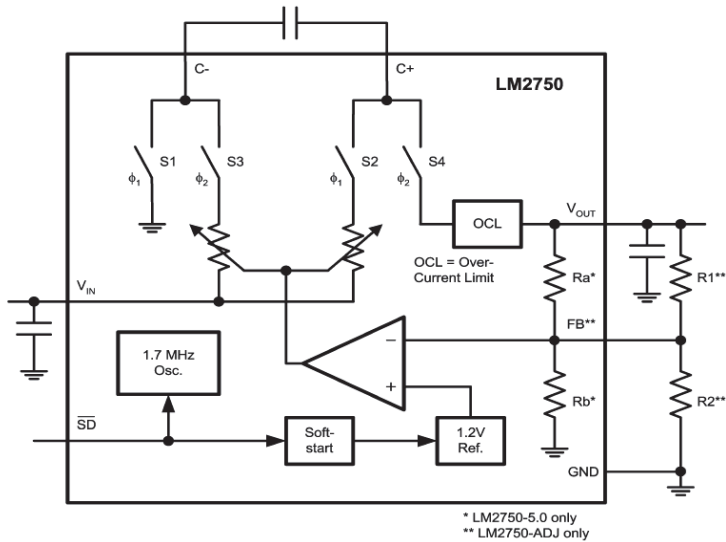 C-
C+
LM2750
S1
S3
S2
S4
ϕ1
ϕ2
ϕ1
ϕ2
OCL
VOUT
OCL = Over-
Current Limit
Ra*
R1**
VIN
FB**
1.7 MHz
Osc.
−
+
Rb*
R2**
SD
Soft-
start
1.2V
Ref.
GND
* LM2750-5.0 only
** LM2750-ADJ only